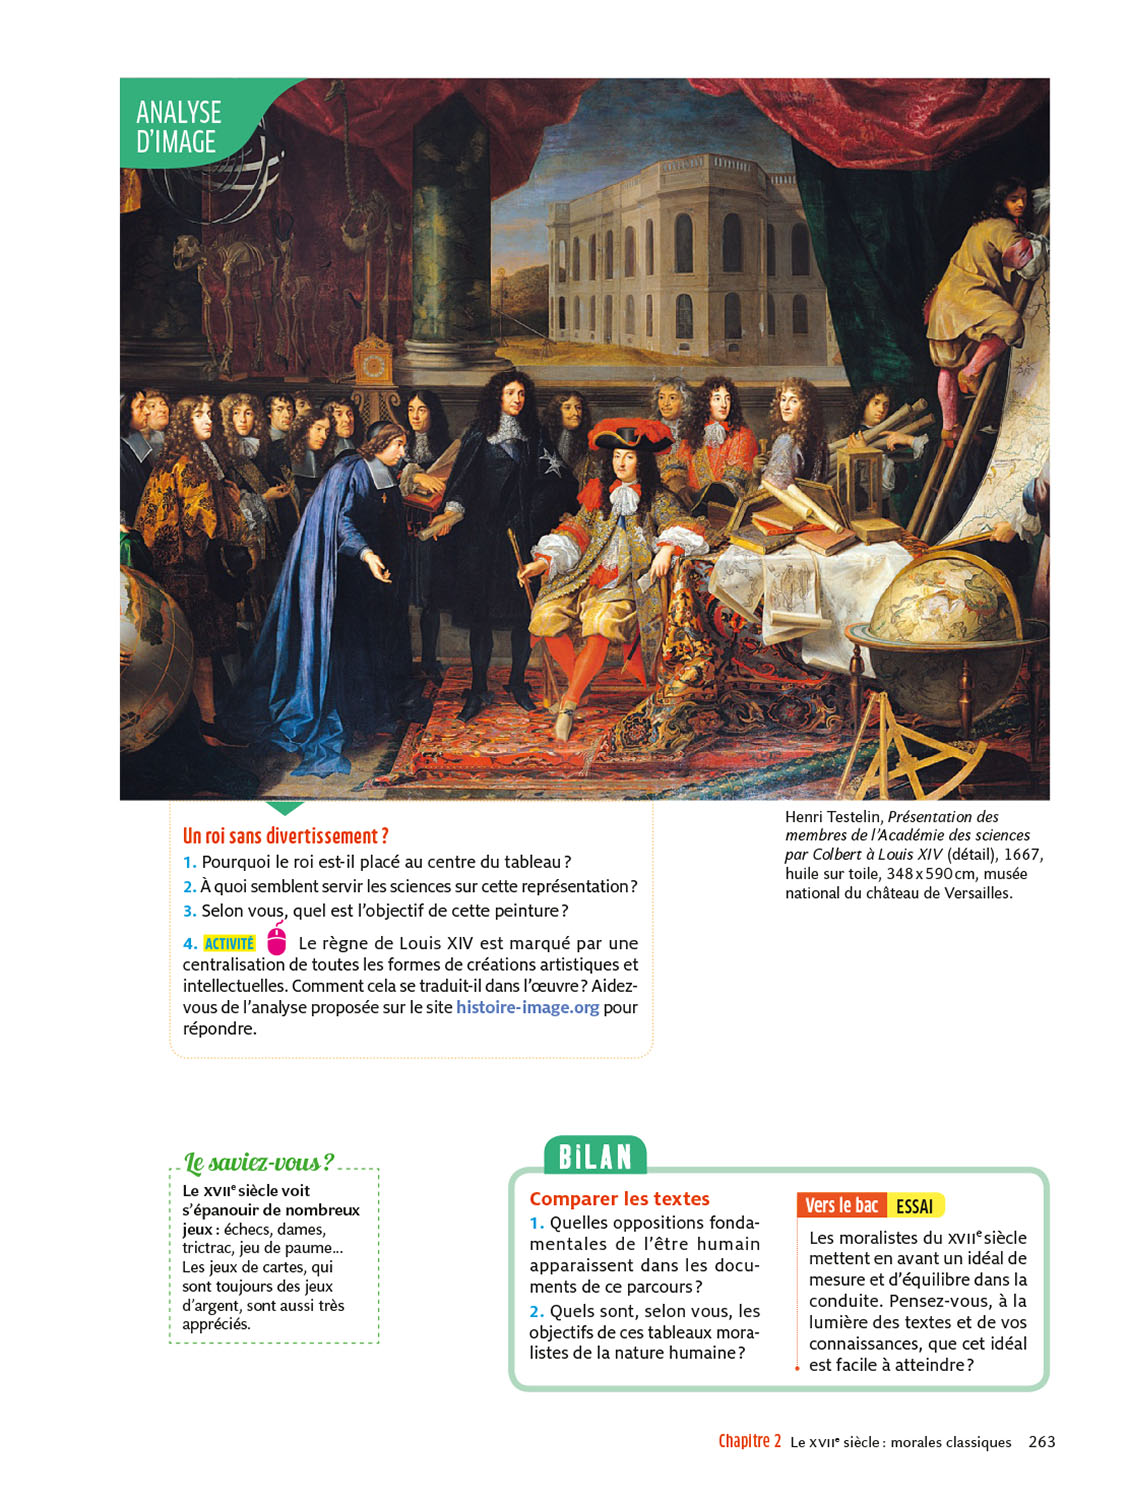 ANALYSE
D'IMAGE
Un roi sans divertissement ?
1. Pourquoi le roi est-il placé au centre du tableau ?
2. À quoi semblent servir les sciences sur cette représentation ?
3. Selon vous, quel est l'objectif de cette peinture ?
4. ACTIVITÉ Le règne de Louis XIV est marqué par une
centralisation de toutes les formes de créations artistiques et
intellectuelles. Comment cela se traduit-il dans l'œuvre ? Aidez-
vous de l'analyse proposée sur le site histoire-image.org pour
répondre.
Henri Testelin, Présentation des
membres de l'Académie des sciences
par Colbert à Louis XIV (détail), 1667,
huile sur toile, 348 x 590 cm, musée
national du château de Versailles.
Le saviez-vous ?
Le XVIIe siècle voit
s'épanouir de nombreux
jeux : échecs, dames,
trictrac, jeu de paume...
Les jeux de cartes, qui
sont toujours des jeux
d'argent, sont aussi très
appréciés.
BiLAN
Comparer les textes
1. Quelles oppositions fonda-
mentales de l'être humain
apparaissent dans les docu-
ments de ce parcours ?
2. Quels sont, selon vous, les
objectifs de ces tableaux mora-
listes de la nature humaine ?
Vers le bac ESSAI
Les moralistes du XVIIe siècle
mettent en avant un idéal de
mesure et d'équilibre dans la
conduite. Pensez-vous, à la
lumière des textes et de vos
connaissances, que cet idéal
est facile à atteindre ?
Chapitre 2 Le XVIIe siècle : morales classiques 263